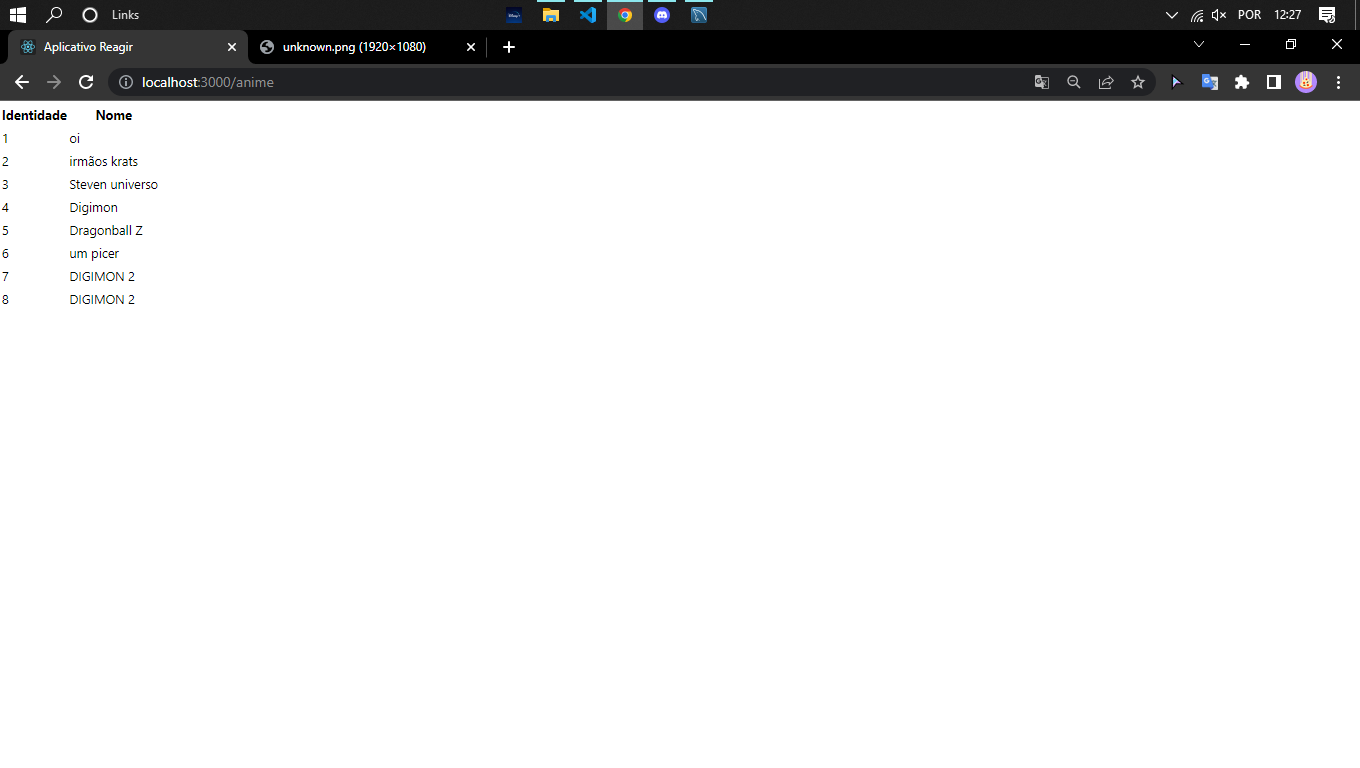 Links
POR 12:27
Aplicativo Reagir
unknown.png (1920×1080)
localhost:3000/anime
Identidade Nome
1 oi
2 irmãos krats
3 Steven universo
4 Digimon
5 Dragonball Z
6 um picer
7 DIGIMON 2
8 DIGIMON 2